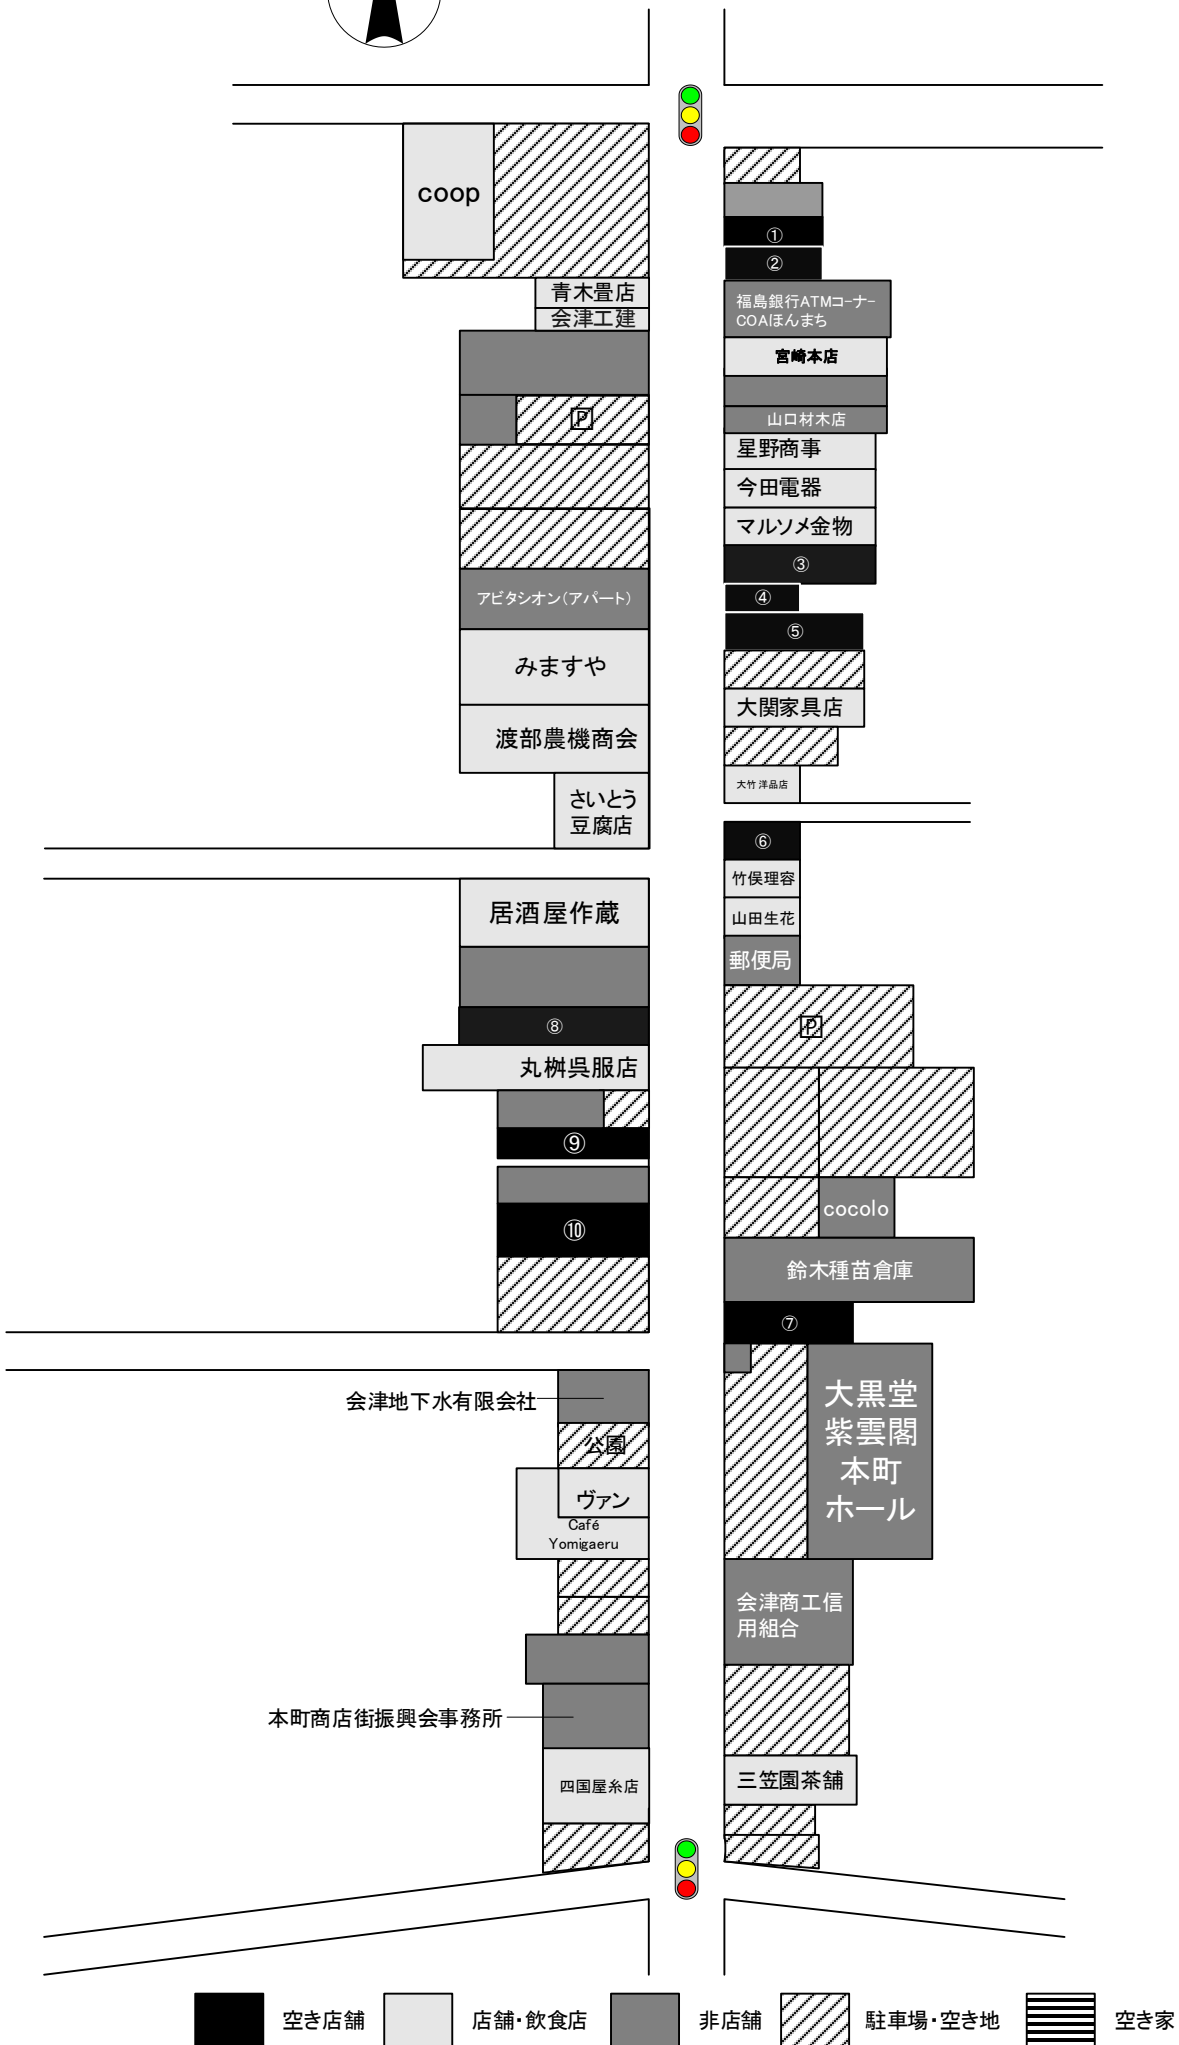 coop
青木畳店
会津工建
P
アビタシオン(アパート)
みますや
渡部農機商会
さいとう
豆腐店
①
②
福島銀行ATMコーナー
COAほんまち
宮崎本店
山口材木店
星野商事
今田電器
マルソメ金物
③
④
⑤
大関家具店
大竹洋品店
居酒屋作蔵
⑧
丸桝呉服店
⑨
⑩
⑥
竹俣理容
山田生花
郵便局
P
cocolo
鈴木種苗倉庫
⑦
会津地下水有限会社
公園
ヴァン
Café
Yomigaeru
本町商店街振興会事務所
四国屋糸店
大黒堂
紫雲閣
本町
ホール
会津商工信
用組合
三笠園茶舗
空き店舗 店舗・飲食店 非店舗 駐車場・空き地 空き家